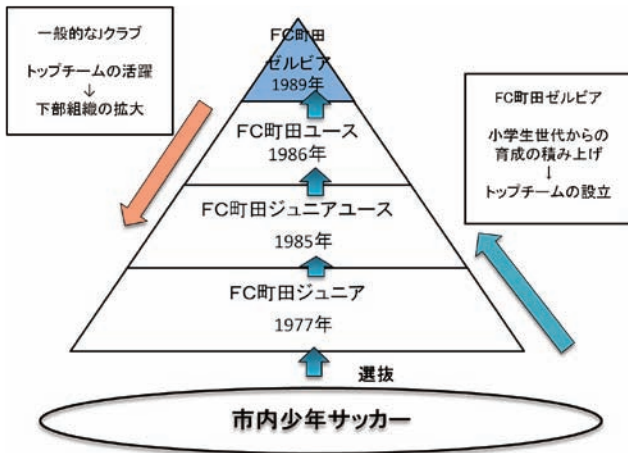 一般的なJクラブ
トップチームの活躍
↓
下部組織の拡大
FC町田
ゼルビア
1989年
FC町田ユース
1986年
FC町田ジュニアユース
1985年
FC町田ジュニア
1977年
FC町田ゼルビア
小学生世代からの
育成の積み上げ
↓
トップチームの設立
選抜
市内少年サッカー